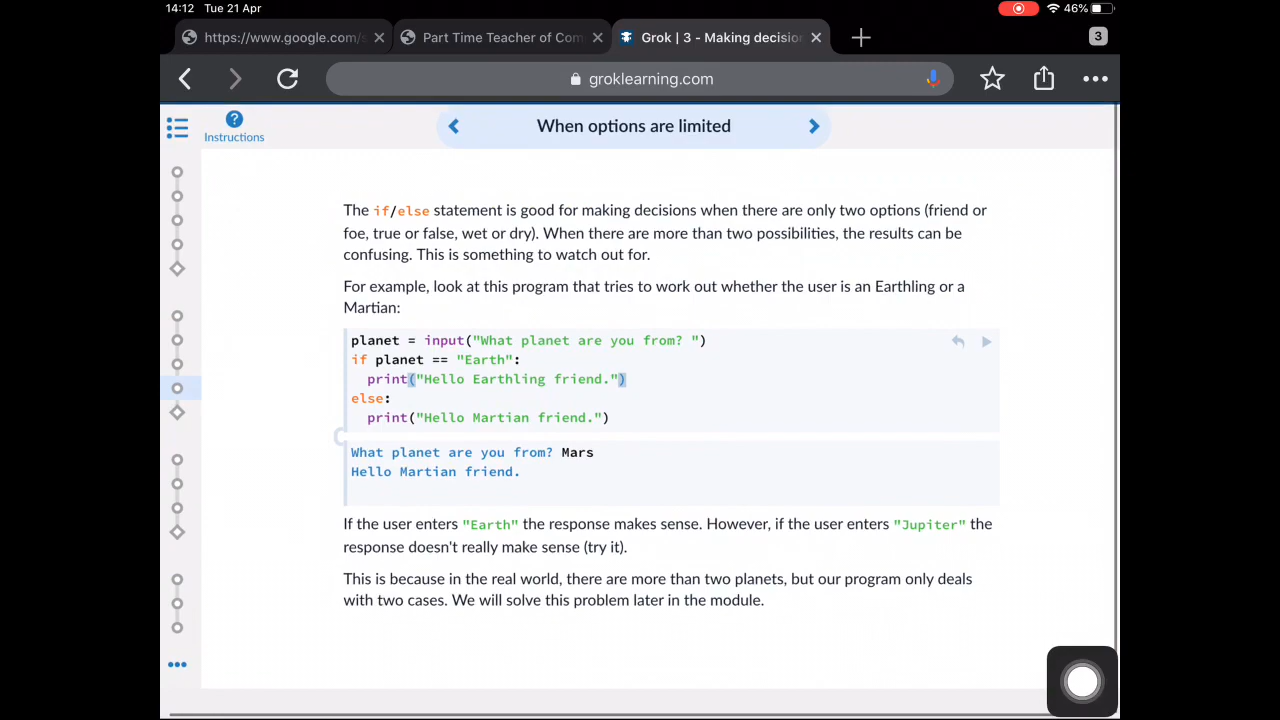 14:12 Tue 21 Apr
46%
https://www.google.com/s
Part Time Teacher of Com
Grok | 3 - Making decisio
3
groklearning.com
Instructions
When options are limited
The if/else statement is good for making decisions when there are only two options (friend or
foe, true or false, wet or dry). When there are more than two possibilities, the results can be
confusing. This is something to watch out for.
For example, look at this program that tries to work out whether the user is an Earthling or a
Martian:
planet = input("What planet are you from? ")
if planet == "Earth":
  print("Hello Earthling friend.")
else:
  print("Hello Martian friend.")
What planet are you from? Mars
Hello Martian friend.
If the user enters "Earth" the response makes sense. However, if the user enters "Jupiter" the
response doesn't really make sense (try it).
This is because in the real world, there are more than two planets, but our program only deals
with two cases. We will solve this problem later in the module.